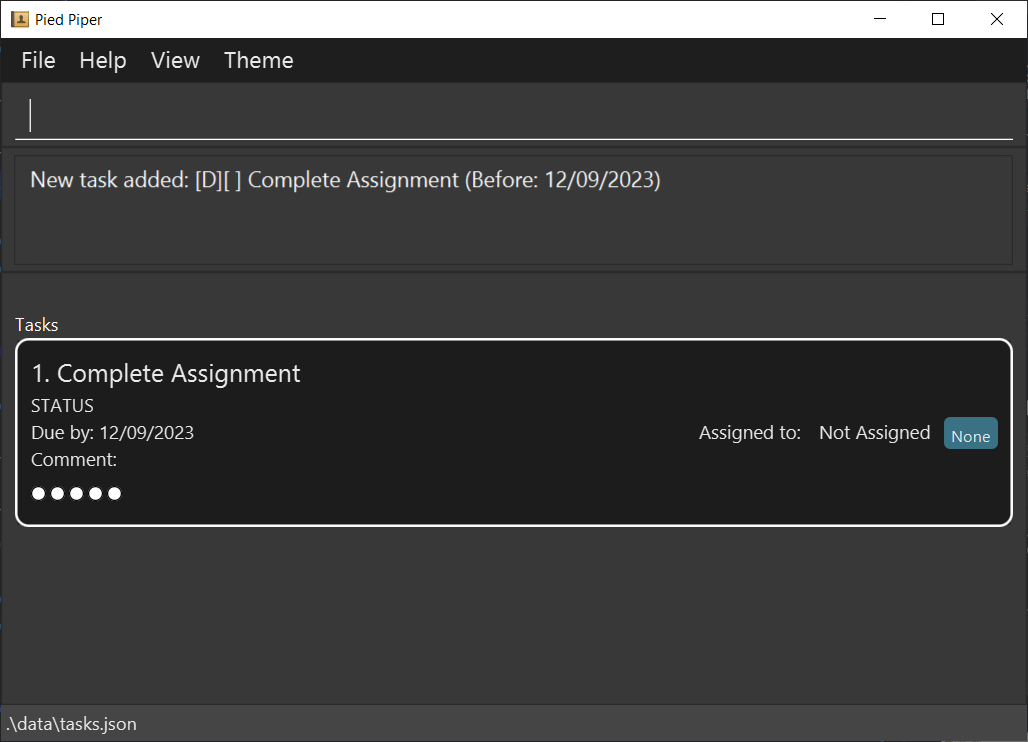 Pied Piper
File Help View Theme
New task added: [D][ ] Complete Assignment (Before: 12/09/2023)
Tasks
1. Complete Assignment
STATUS
Due by: 12/09/2023
Assigned to: Not Assigned None
Comment:
.\data\tasks.json